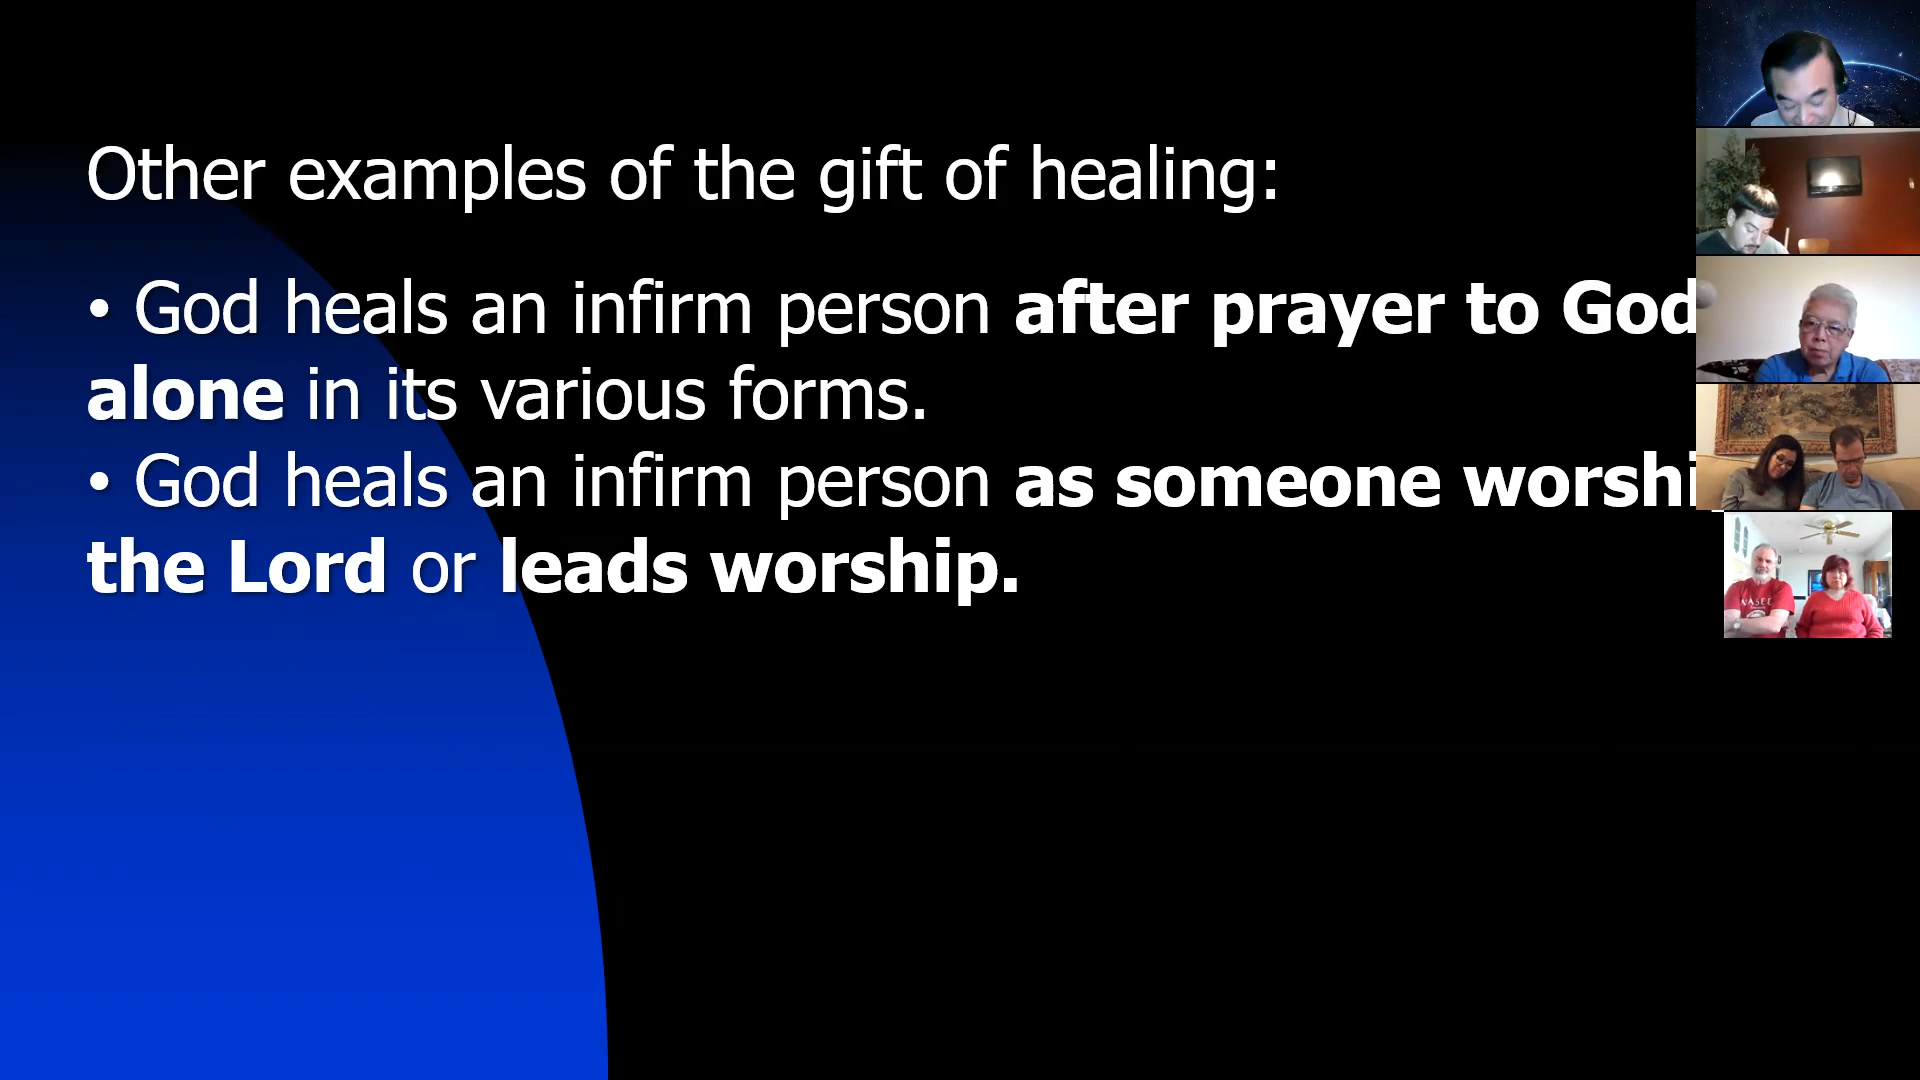 Other examples of the gift of healing:
• God heals an infirm person after prayer to God
alone in its various forms.
• God heals an infirm person as someone
the Lord or leads worship.